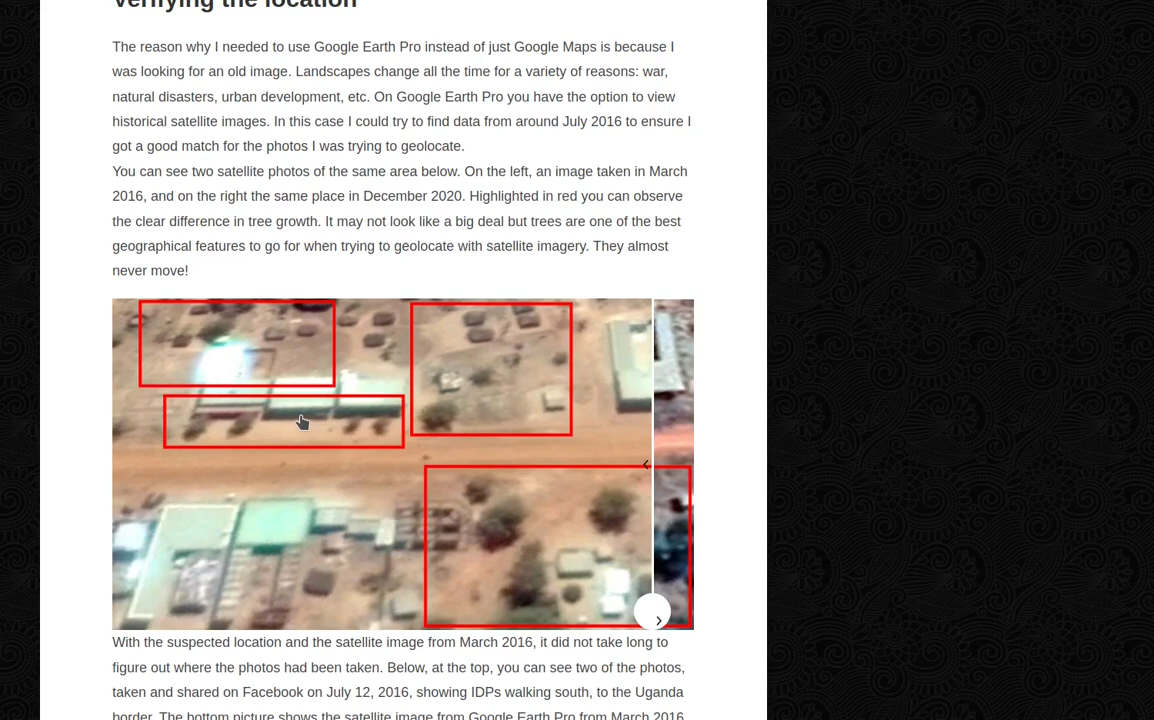 Verifying the location
The reason why I needed to use Google Earth Pro instead of just Google Maps is because I
was looking for an old image. Landscapes change all the time for a variety of reasons: war,
natural disasters, urban development, etc. On Google Earth Pro you have the option to view
historical satellite images. In this case I could try to find data from around July 2016 to ensure I
got a good match for the photos I was trying to geolocate.
You can see two satellite photos of the same area below. On the left, an image taken in March
2016, and on the right the same place in December 2020. Highlighted in red you can observe
the clear difference in tree growth. It may not look like a big deal but trees are one of the best
geographical features to go for when trying to geolocate with satellite imagery. They almost
never move!
With the suspected location and the satellite image from March 2016, it did not take long to
figure out where the photos had been taken. Below, at the top, you can see two of the photos,
taken and shared on Facebook on July 12, 2016, showing IDPs walking south, to the Uganda
border. The bottom picture shows the satellite image from Google Earth Pro from March 2016